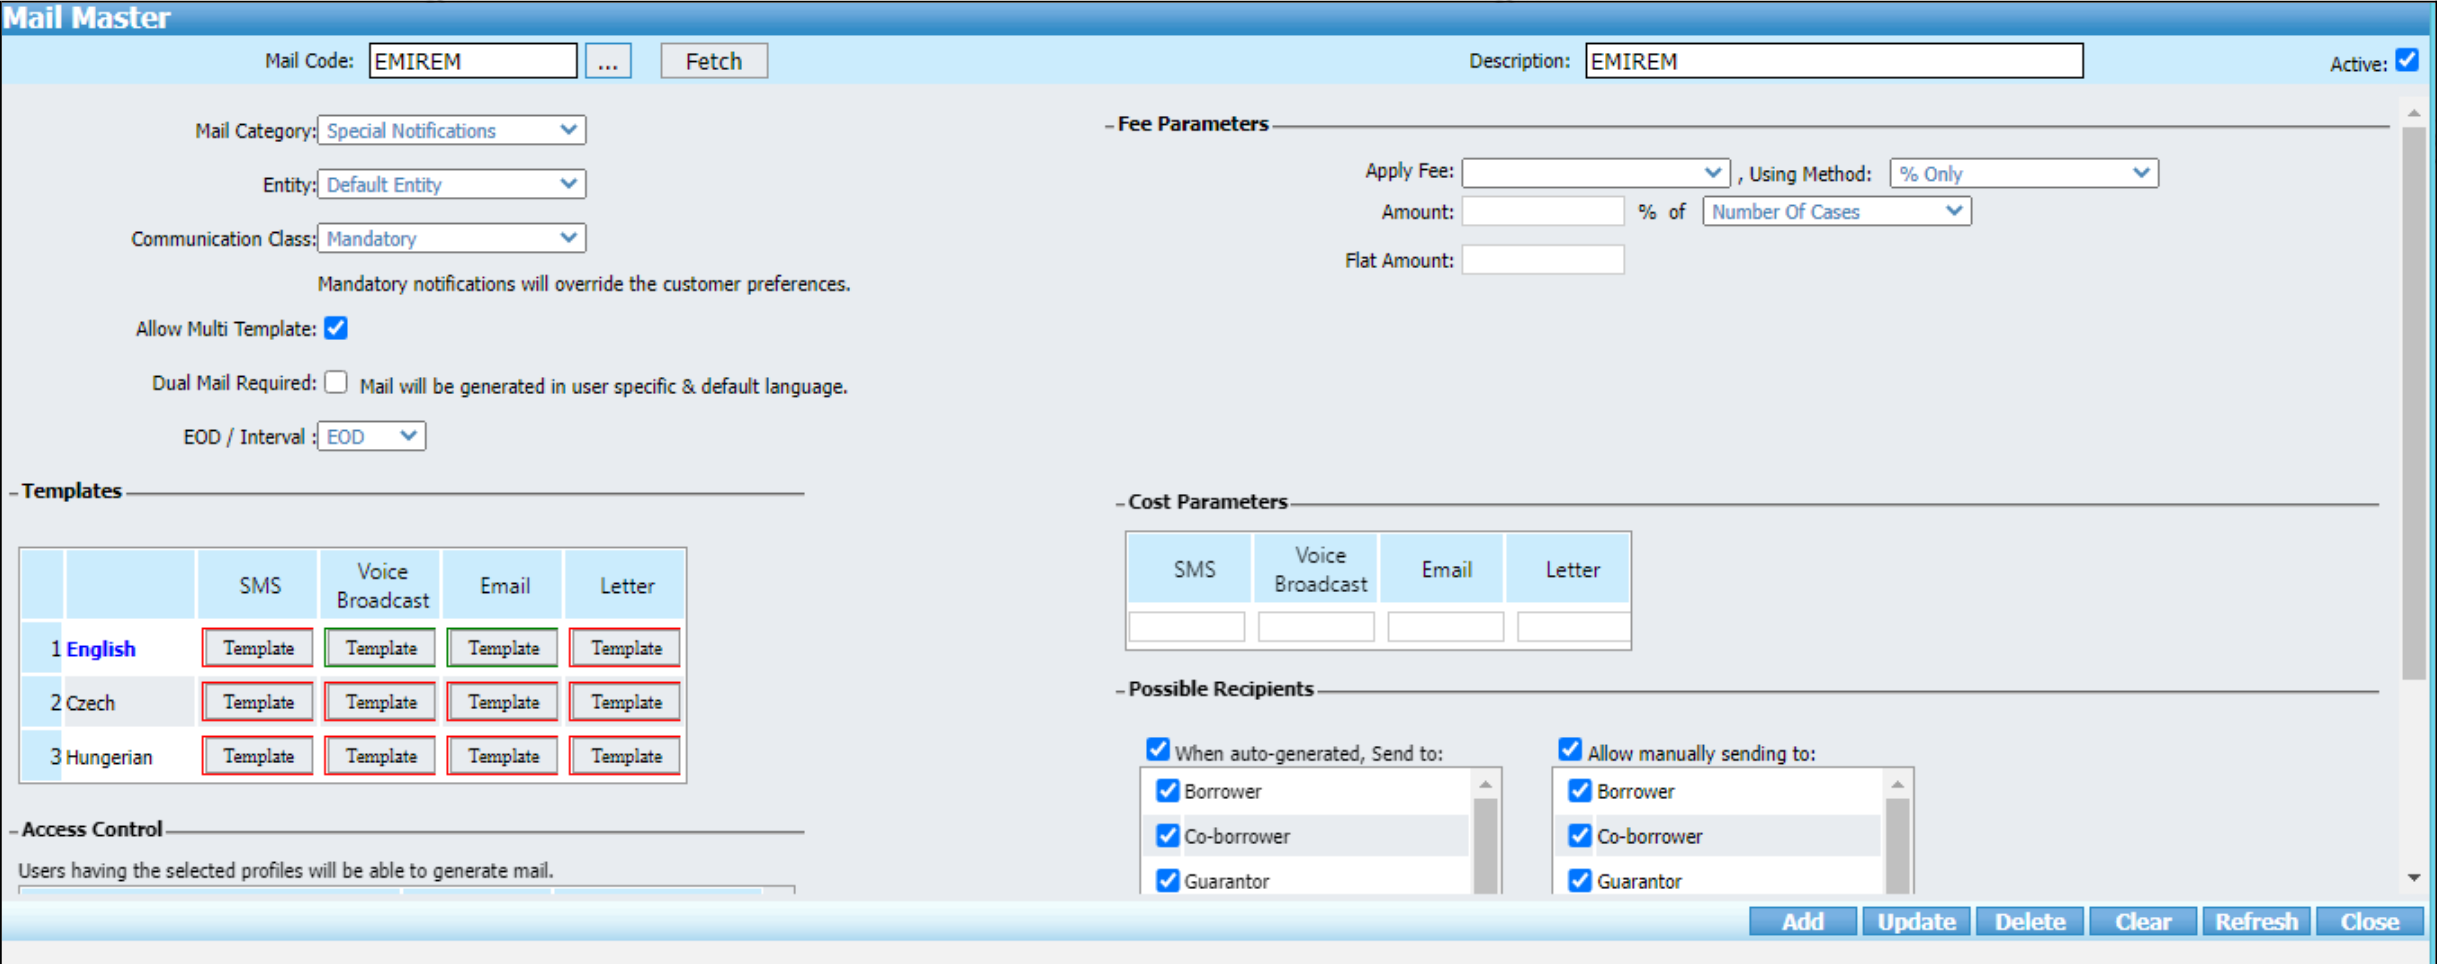 Mail Master
Mail Code: EMIREM ... Fetch Description: EMIREM Active:
Mail Category: Special Notifications
Entity: Default Entity
Communication Class: Mandatory
Mandatory notifications will override the customer preferences.
Allow Multi Template:
Dual Mail Required: Mail will be generated in user specific & default language.
EOD / Interval : EOD
Fee Parameters
Apply Fee: , Using Method: % Only
Amount: % of Number Of Cases
Flat Amount:
Templates
SMS Voice Broadcast Email Letter
1 English Template Template Template Template
2 Czech Template Template Template Template
3 Hungerian Template Template Template Template
Access Control
Users having the selected profiles will be able to generate mail.
Cost Parameters
SMS Voice Broadcast Email Letter
Possible Recipients
When auto-generated, Send to:
Borrower
Co-borrower
Guarantor
Allow manually sending to:
Borrower
Co-borrower
Guarantor
Add Update Delete Clear Refresh Close